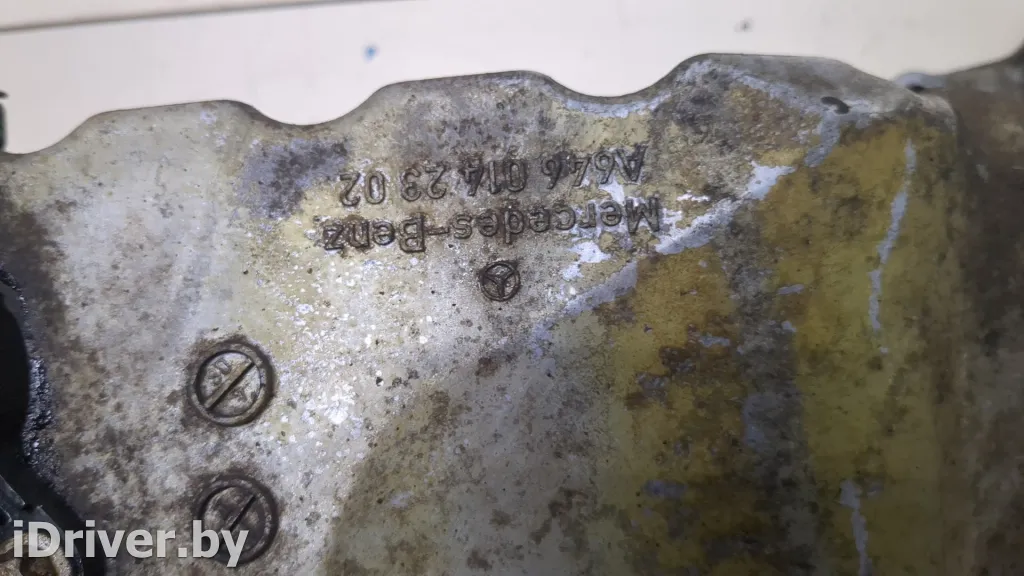 Mercedes-Benz
A646 014 23 02
iDriver.by